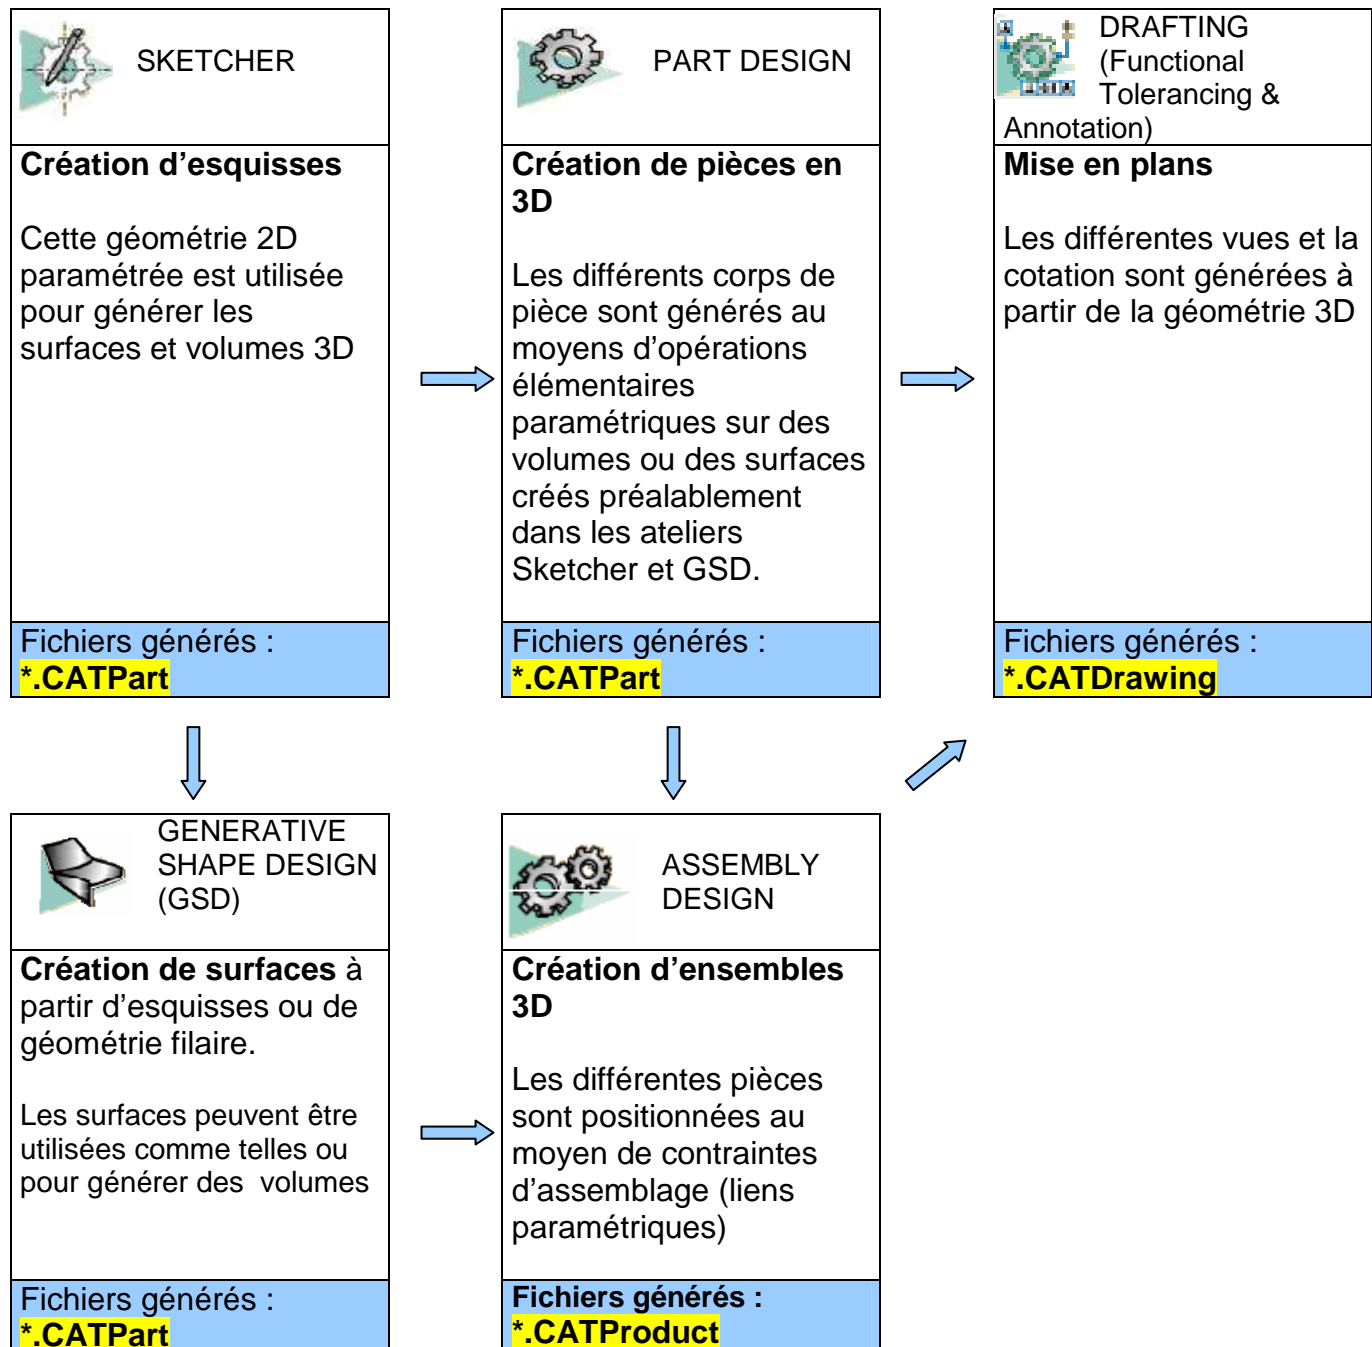 SKETCHER
Création d’esquisses
Cette géométrie 2D
paramétrée est utilisée
pour générer les
surfaces et volumes 3D
Fichiers générés :
*.CATPart
PART DESIGN
Création de pièces en
3D
Les différents corps de
pièce sont générés au
moyens d’opérations
élémentaires
paramétriques sur des
volumes ou des surfaces
créés préalablement
dans les ateliers
Sketcher et GSD.
Fichiers générés :
*.CATPart
DRAFTING
(Functional
Tolerancing &
Annotation)
Mise en plans
Les différentes vues et la
cotation sont générées à
partir de la géométrie 3D
Fichiers générés :
*.CATDrawing
GENERATIVE
SHAPE DESIGN
(GSD)
Création de surfaces à
partir d’esquisses ou de
géométrie filaire.
Les surfaces peuvent être
utilisées comme telles ou
pour générer des  volumes
Fichiers générés :
*.CATPart
ASSEMBLY
DESIGN
Création d’ensembles
3D
Les différentes pièces
sont positionnées au
moyen de contraintes
d’assemblage (liens
paramétriques)
Fichiers générés :
*.CATProduct